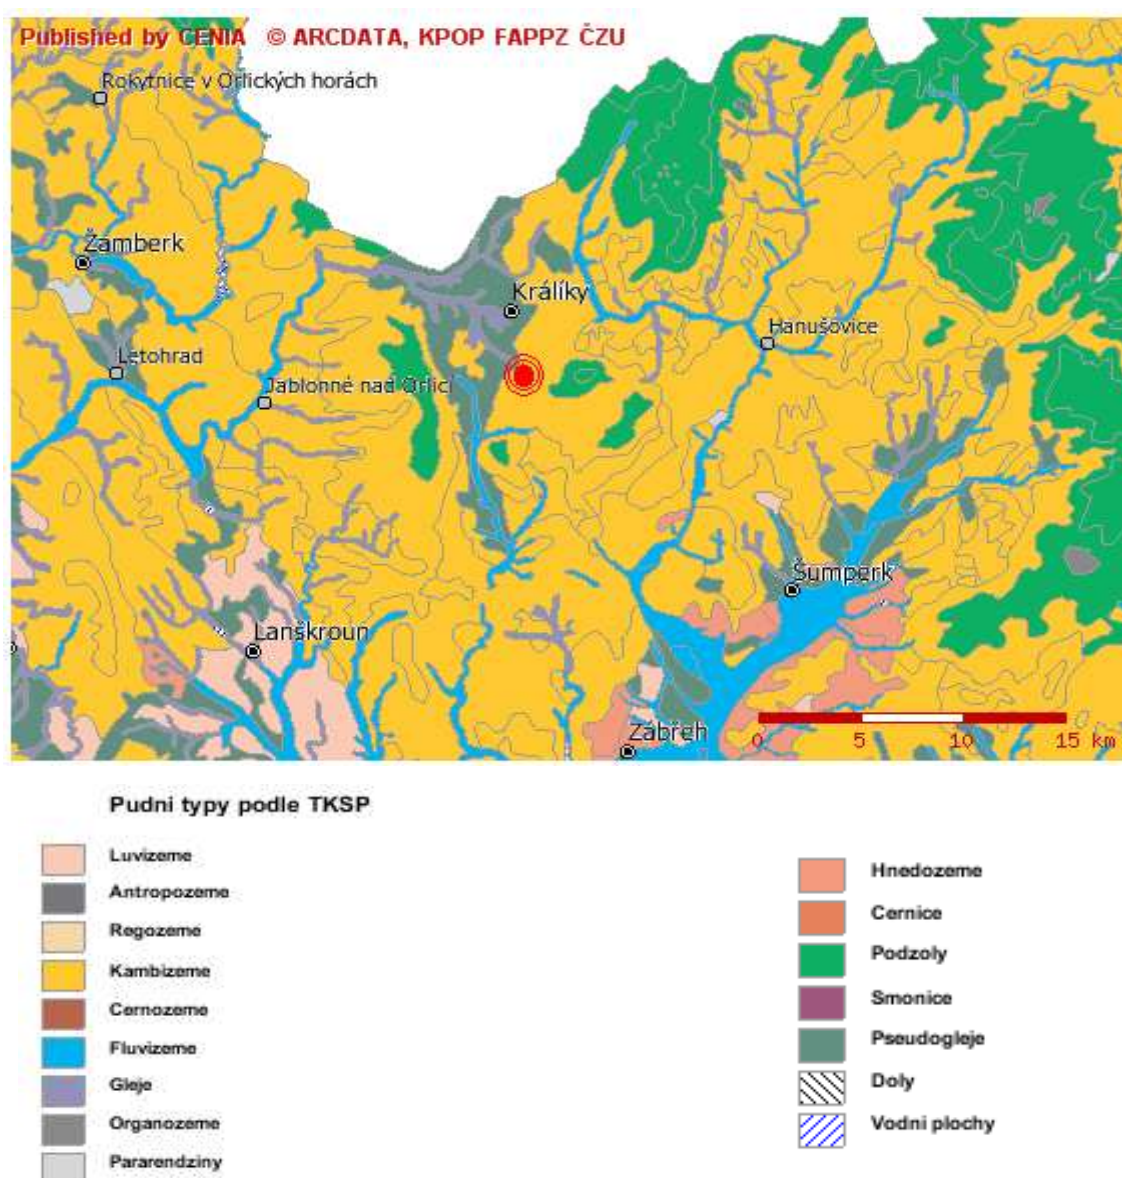 Published by CENIA © ARCDATA, KPOP FAPPZ ČZU
Rokytnice v Orlických horách
Žamberk
Králíky
Hanušovice
Letohrad
Jablonné nad Orlicí
Šumperk
Lanškroun
Zábřeh
0 5 10 15 km
Pudni typy podle TKSP
Luvizeme
Antropozeme
Regozeme
Kambizeme
Cernozeme
Fluvizeme
Gleje
Organozeme
Pararendziny
Hnedozeme
Cernice
Podzoly
Smonice
Pseudogleje
Doly
Vodni plochy